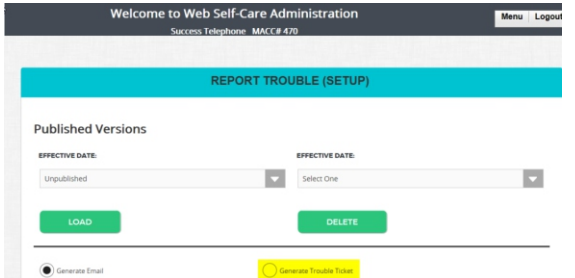 Welcome to Web Self-Care Administration
Menu Logout
Success Telephone MACC# 470
REPORT TROUBLE (SETUP)
Published Versions
EFFECTIVE DATE: EFFECTIVE DATE:
Unpublished Select One
LOAD DELETE
Generate Email Generate Trouble Ticket